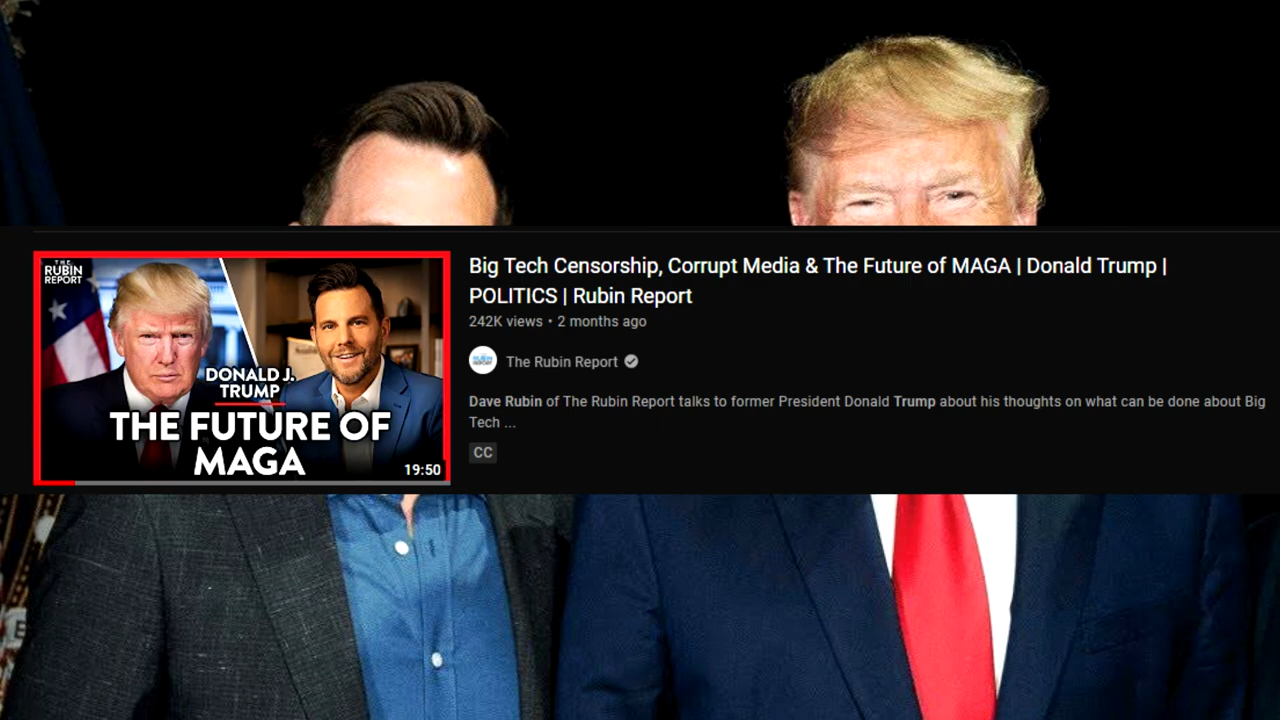 THE
RUBIN
REPORT
DONALD J.
TRUMP
THE FUTURE OF
MAGA
19:50
Big Tech Censorship, Corrupt Media & The Future of MAGA | Donald Trump |
POLITICS | Rubin Report
242K views • 2 months ago
The Rubin Report
Dave Rubin of The Rubin Report talks to former President Donald Trump about his thoughts on what can be done about Big
Tech ...
CC